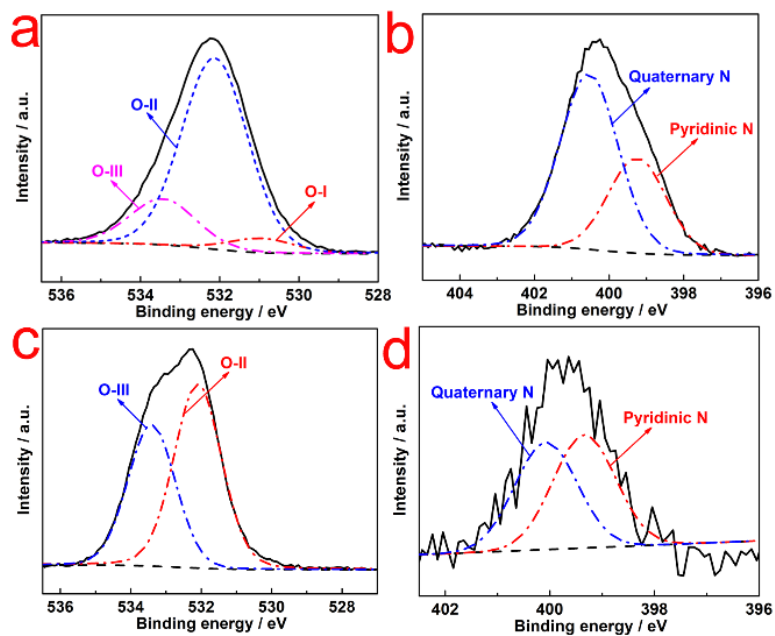 a
O-II
O-III
O-I
Intensity / a.u.
536 534 532 530 528
Binding energy / eV
b
Quaternary N
Pyridinic N
Intensity / a.u.
404 402 400 398 396
Binding energy / eV
c
O-III
O-II
Intensity / a.u.
536 534 532 530 528
Binding energy / eV
d
Quaternary N
Pyridinic N
Intensity / a.u.
402 400 398 396
Binding energy / eV